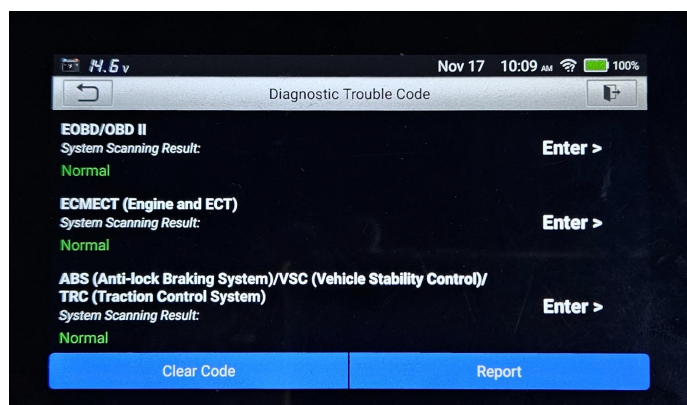 14.6 v
Nov 17 10:09 AM 100%
Diagnostic Trouble Code
EOBD/OBD II
System Scanning Result:
Enter >
Normal
ECMECT (Engine and ECT)
System Scanning Result:
Enter >
Normal
ABS (Anti-lock Braking System)/VSC (Vehicle Stability Control)/
TRC (Traction Control System)
System Scanning Result:
Enter >
Normal
Clear Code
Report